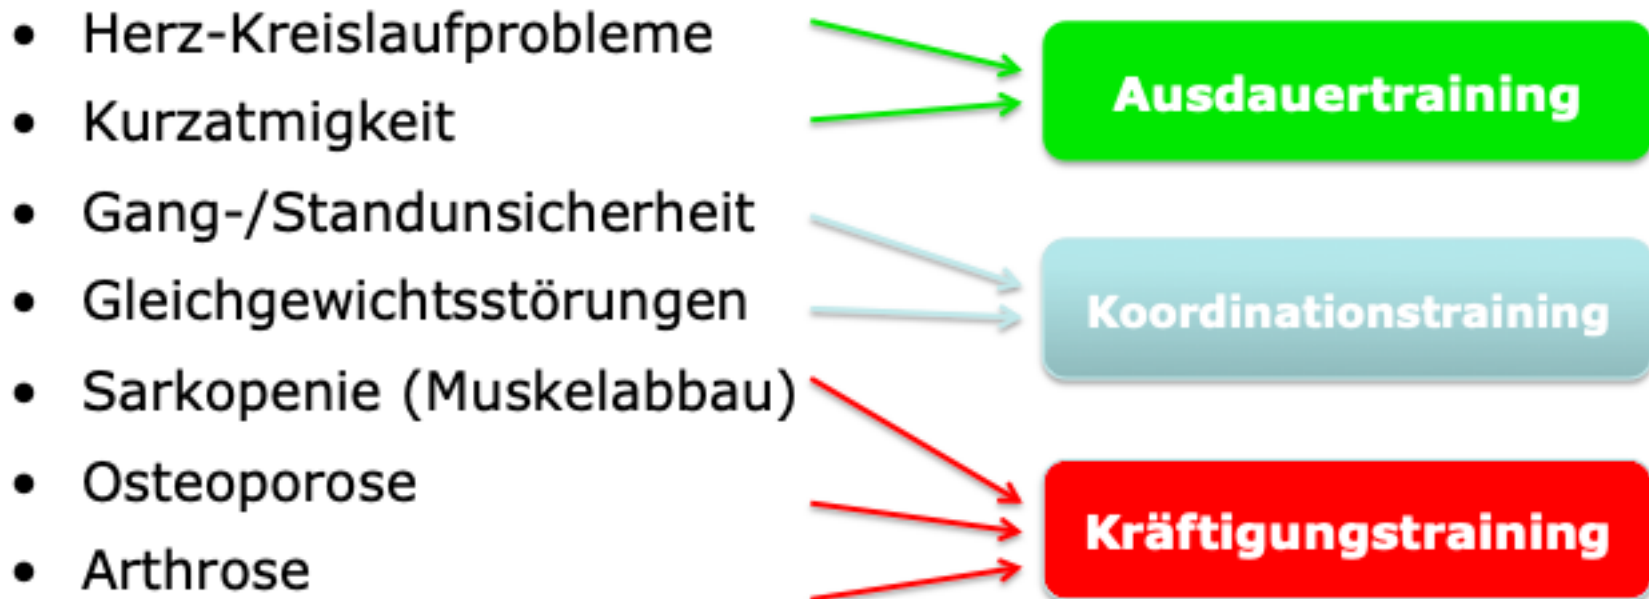 • Herz-Kreislaufprobleme
• Kurzatmigkeit
• Gang-/Standunsicherheit
• Gleichgewichtsstörungen
• Sarkopenie (Muskelabbau)
• Osteoporose
• Arthrose
Ausdauertraining
Koordinationstraining
Kräftigungstraining